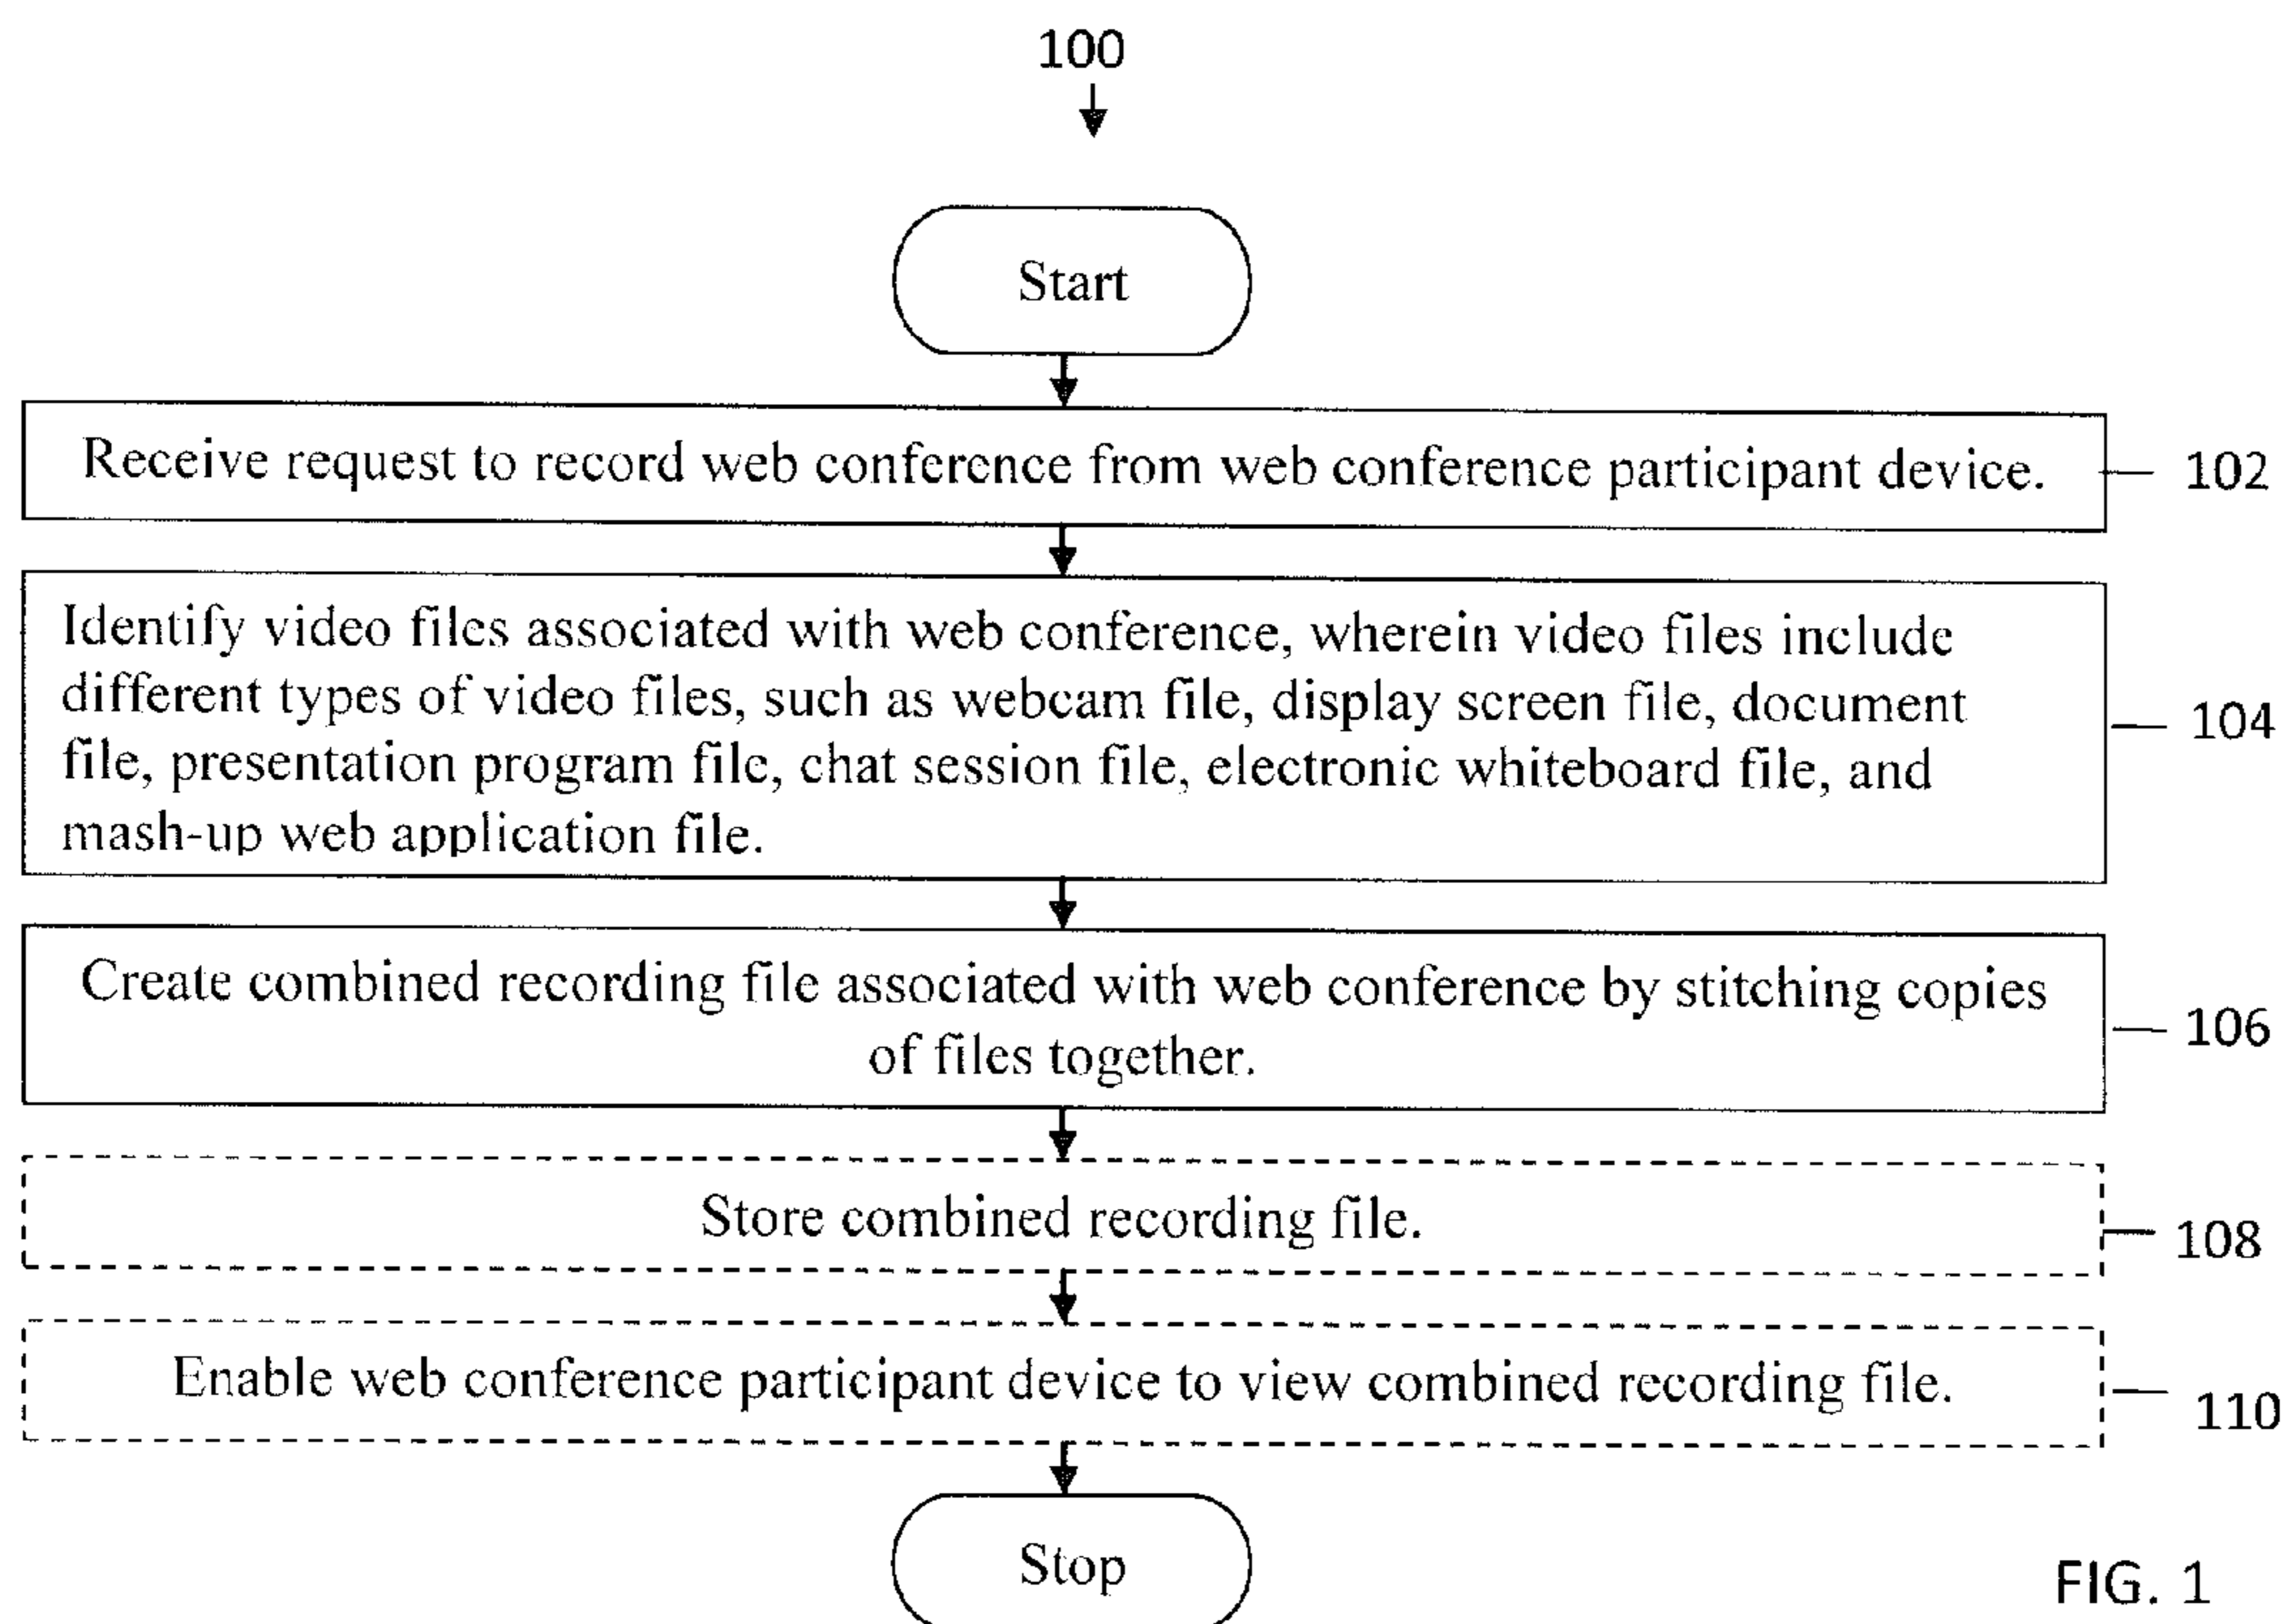 100
Start
Receive request to record web conference from web conference participant device.
102
Identify video files associated with web conference, wherein video files include
different types of video files, such as webcam file, display screen file, document
file, presentation program file, chat session file, electronic whiteboard file, and
mash-up web application file.
104
Create combined recording file associated with web conference by stitching copies
of files together.
106
Store combined recording file.
108
Enable web conference participant device to view combined recording file.
110
Stop
FIG. 1